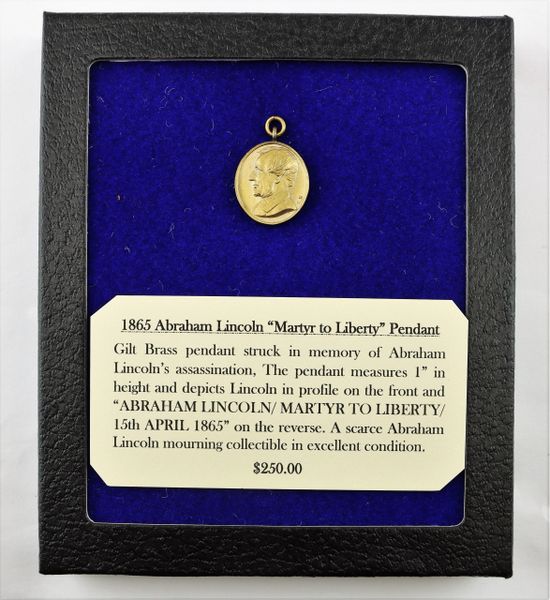 1865 Abraham Lincoln “Martyr to Liberty” Pendant
Gilt Brass pendant struck in memory of Abraham
Lincoln’s assassination, The pendant measures 1” in
height and depicts Lincoln in profile on the front and
“ABRAHAM LINCOLN/ MARTYR TO LIBERTY/
15th APRIL 1865” on the reverse. A scarce Abraham
Lincoln mourning collectible in excellent condition.
$250.00